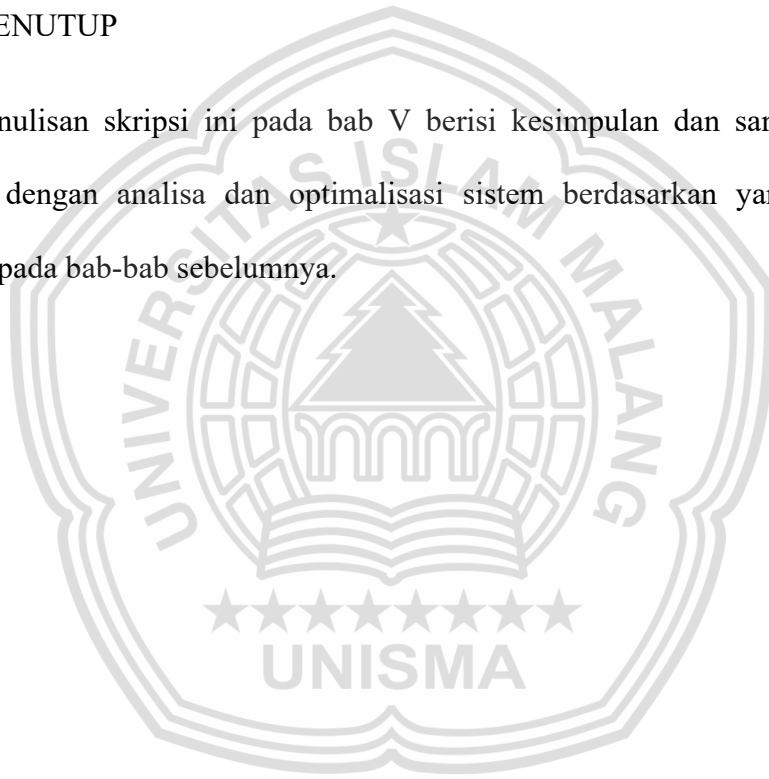 ENUTUP
nulisan skripsi ini pada bab V berisi kesimpulan dan sar
dengan analisa dan optimalisasi sistem berdasarkan yar
pada bab-bab sebelumnya.
UNIVERSITAS ISLAM MALANG
UNISMA